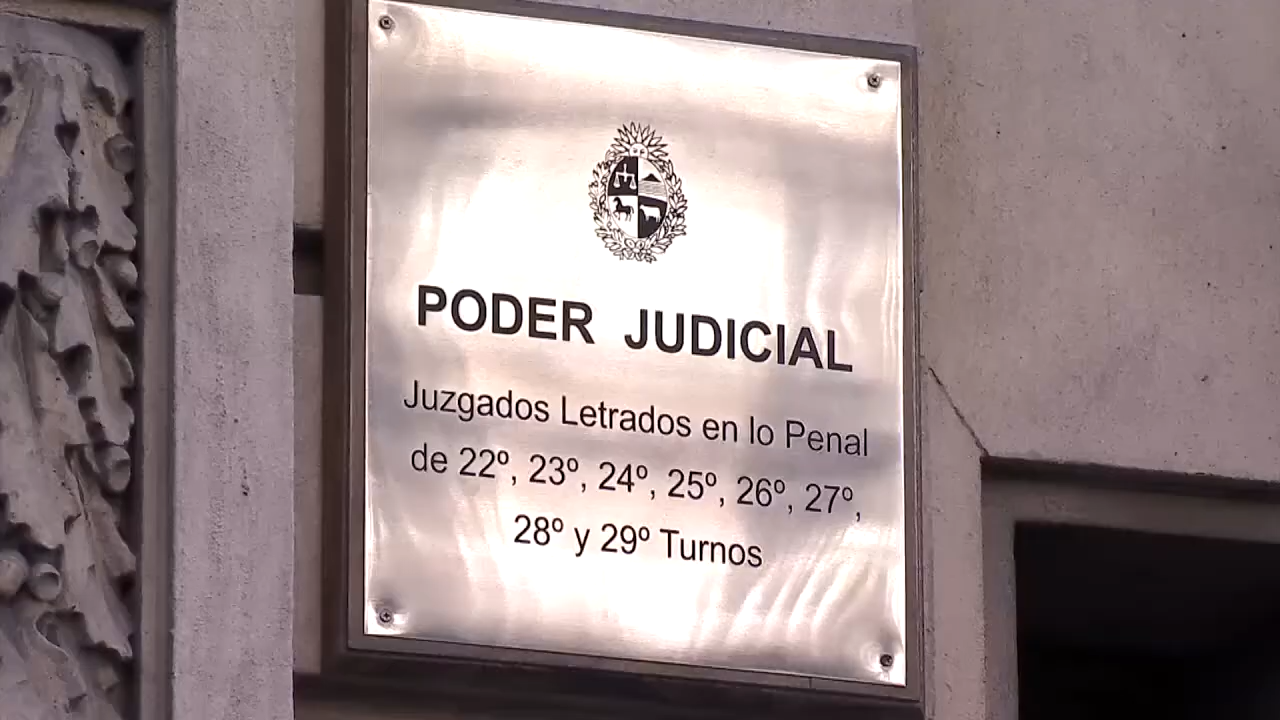 PODER JUDICIAL
Juzgados Letrados en lo Penal
de 22º, 23º, 24º, 25º, 26º, 27º,
28º y 29º Turnos